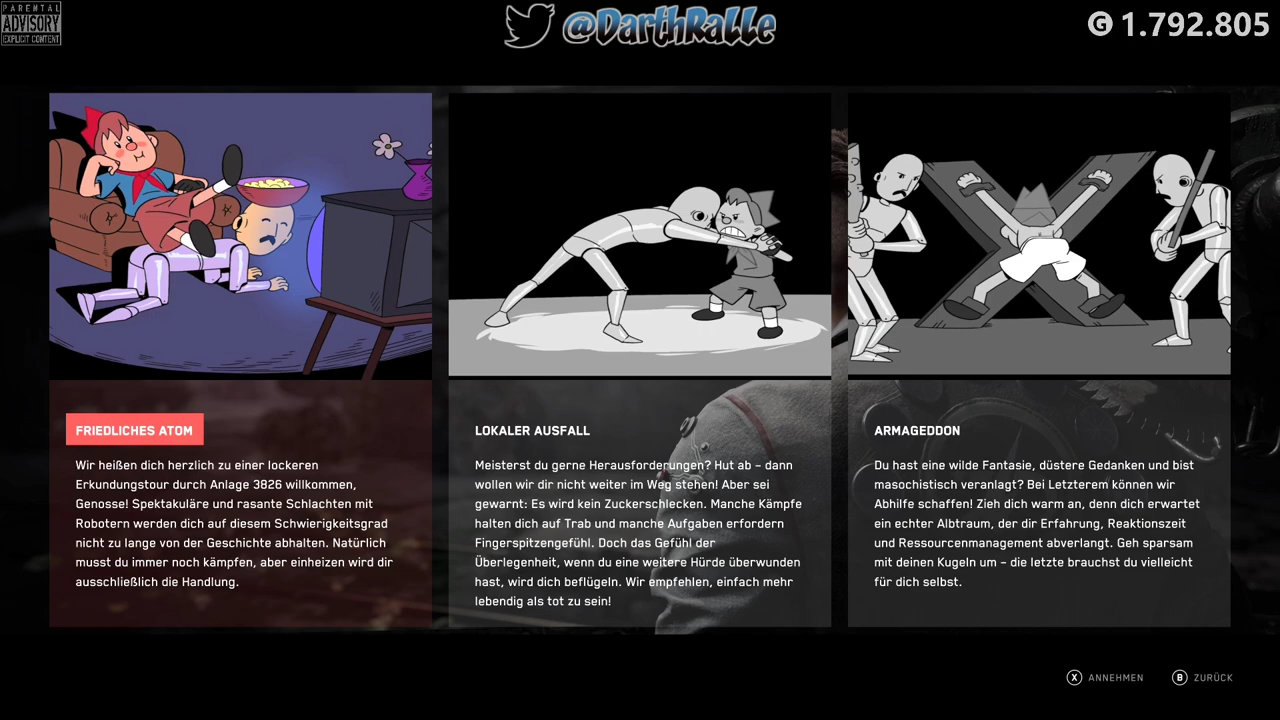 PARENTAL
ADVISORY
EXPLICIT CONTENT
@DarthRalle
G 1.792.805
FRIEDLICHES ATOM
Wir heißen dich herzlich zu einer lockeren
Erkundungstour durch Anlage 3826 willkommen,
Genosse! Spektakuläre und rasante Schlachten mit
Robotern werden dich auf diesem Schwierigkeitsgrad
nicht zu lange von der Geschichte abhalten. Natürlich
musst du immer noch kämpfen, aber einheizen wird dir
ausschließlich die Handlung.
LOKALER AUSFALL
Meisterst du gerne Herausforderungen? Hut ab – dann
wollen wir dir nicht weiter im Weg stehen! Aber sei
gewarnt: Es wird kein Zuckerschlecken. Manche Kämpfe
halten dich auf Trab und manche Aufgaben erfordern
Fingerspitzengefühl. Doch das Gefühl der
Überlegenheit, wenn du eine weitere Hürde überwunden
hast, wird dich beflügeln. Wir empfehlen, einfach mehr
lebendig als tot zu sein!
ARMAGEDDON
Du hast eine wilde Fantasie, düstere Gedanken und bist
masochistisch veranlagt? Bei Letzterem können wir
Abhilfe schaffen! Zieh dich warm an, denn dich erwartet
ein echter Albtraum, der dir Erfahrung, Reaktionszeit
und Ressourcenmanagement abverlangt. Geh sparsam
mit deinen Kugeln um – die letzte brauchst du vielleicht
für dich selbst.
X ANNEHMEN
B ZURÜCK